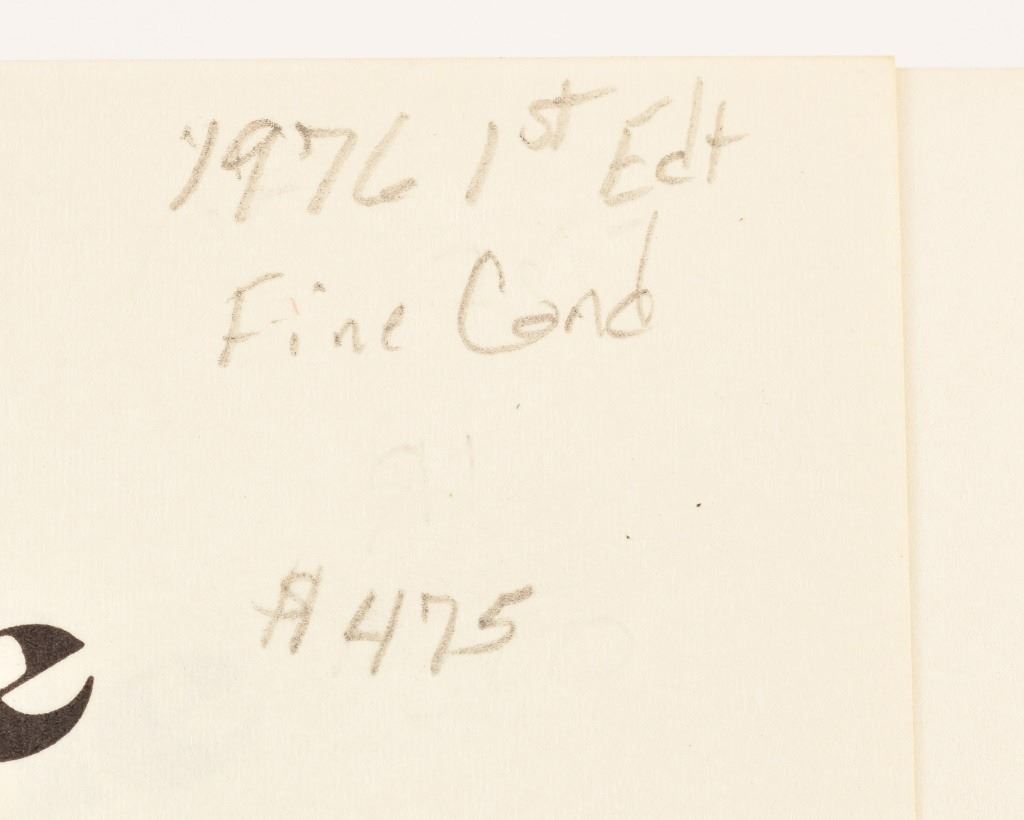 1976 1st Edt
Fine Cond
$475
e